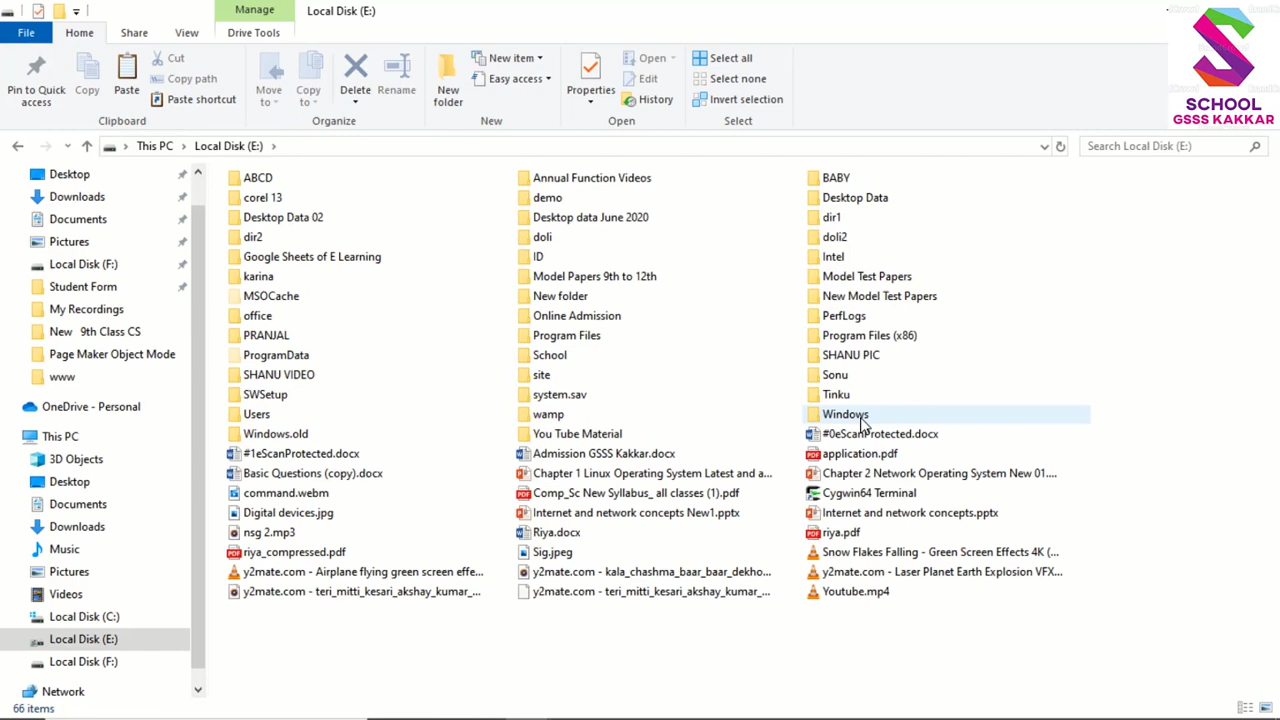 Manage
Local Disk (E:)
File
Home
Share
View
Drive Tools
Pin to Quick access
Copy
Paste
Cut
Copy path
Paste shortcut
Clipboard
Move to
Copy to
Delete
Rename
Organize
New folder
New item
Easy access
New
Properties
Open
Edit
History
Open
Select all
Select none
Invert selection
Select
SCHOOL
GSSS KAKKAR
This PC
Local Disk (E:)
Search Local Disk (E:)
Desktop
Downloads
Documents
Pictures
Local Disk (F:)
Student Form
My Recordings
New 9th Class CS
Page Maker Object Mode
www
OneDrive - Personal
This PC
3D Objects
Desktop
Documents
Downloads
Music
Pictures
Videos
Local Disk (C:)
Local Disk (E:)
Local Disk (F:)
Network
ABCD
Annual Function Videos
BABY
corel 13
demo
Desktop Data
Desktop Data 02
Desktop data June 2020
dir1
dir2
doli
doli2
Google Sheets of E Learning
ID
Intel
karina
Model Papers 9th to 12th
Model Test Papers
MSOCache
New folder
New Model Test Papers
office
Online Admission
PerfLogs
PRANJAL
Program Files
Program Files (x86)
ProgramData
School
SHANU PIC
SHANU VIDEO
site
Sonu
SWSetup
system.sav
Tinku
Users
wamp
Windows
Windows.old
You Tube Material
#0eScanProtected.docx
#1eScanProtected.docx
Admission GSSS Kakkar.docx
application.pdf
Basic Questions (copy).docx
Chapter 1 Linux Operating System Latest and a...
Chapter 2 Network Operating System New 01....
command.webm
Comp_Sc New Syllabus_ all classes (1).pdf
Cygwin64 Terminal
Digital devices.jpg
Internet and network concepts New1.pptx
Internet and network concepts.pptx
nsg 2.mp3
Riya.docx
riya.pdf
riya_compressed.pdf
Sig.jpeg
Snow Flakes Falling - Green Screen Effects 4K (...
y2mate.com - Airplane flying green screen effe...
y2mate.com - kala_chashma_baar_baar_dekho...
y2mate.com - Laser Planet Earth Explosion VFX...
y2mate.com - teri_mitti_kesari_akshay_kumar_...
y2mate.com - teri_mitti_kesari_akshay_kumar_...
Youtube.mp4
66 items